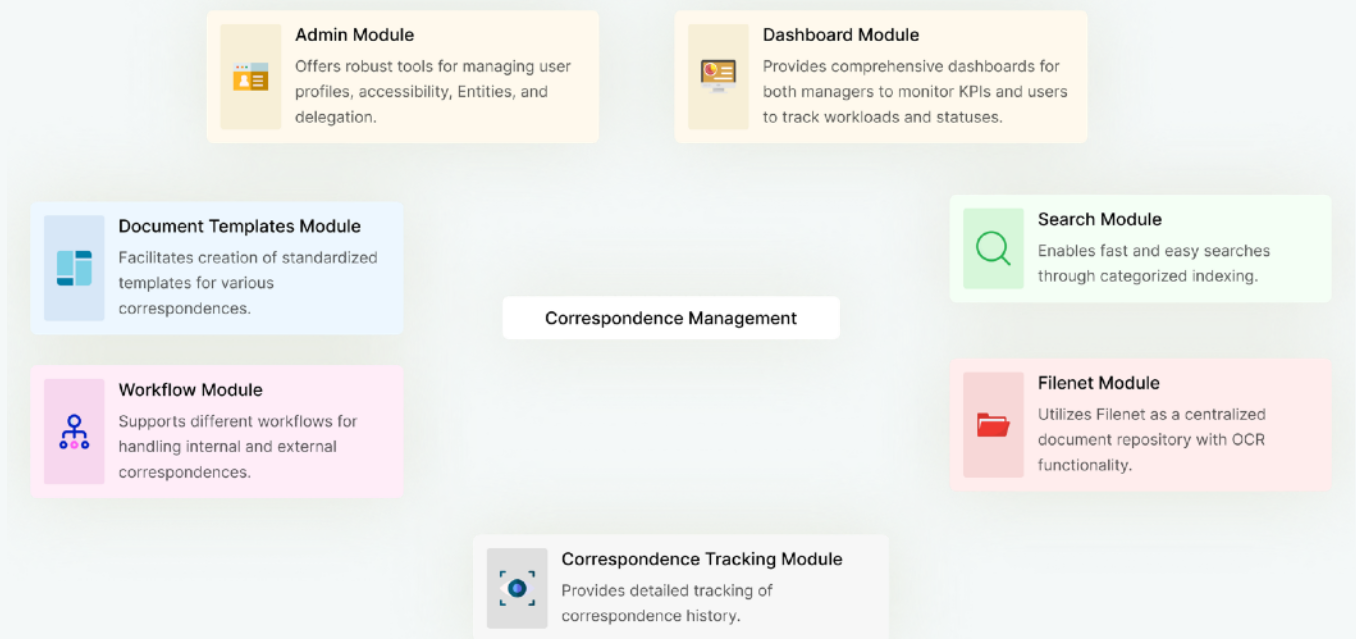 Admin Module
Offers robust tools for managing user
profiles, accessibility, Entities, and
delegation.
Dashboard Module
Provides comprehensive dashboards for
both managers to monitor KPIs and users
to track workloads and statuses.
Document Templates Module
Facilitates creation of standardized
templates for various
correspondences.
Search Module
Enables fast and easy searches
through categorized indexing.
Correspondence Management
Workflow Module
Supports different workflows for
handling internal and external
correspondences.
Filenet Module
Utilizes Filenet as a centralized
document repository with OCR
functionality.
Correspondence Tracking Module
Provides detailed tracking of
correspondence history.